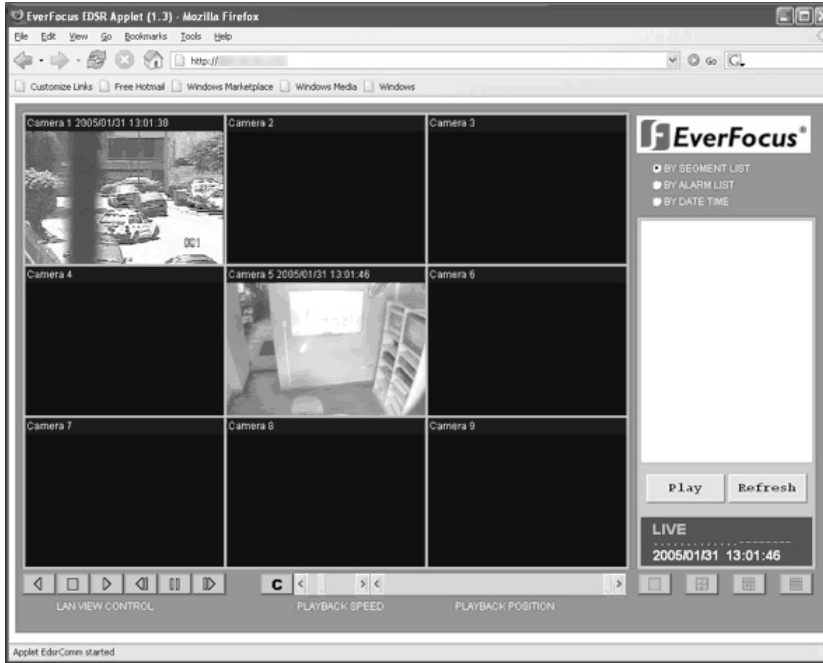 EverFocus EDSR Applet (1.3) - Mozilla Firefox
File Edit View Go Bookmarks Tools Help
http://
Go
G
Customize Links Free Hotmail Windows Marketplace Windows Media Windows
Camera 1 2005/01/31 13:01:38
001
Camera 2
Camera 3
Camera 4
Camera 5 2005/01/31 13:01:46
Camera 6
Camera 7
Camera 8
Camera 9
EverFocus®
BY SEGMENT LIST
BY ALARM LIST
BY DATE TIME
Play Refresh
LIVE
2005/01/31 13:01:46
C
LAN VIEW CONTROL PLAYBACK SPEED PLAYBACK POSITION
Applet EdsrComm started